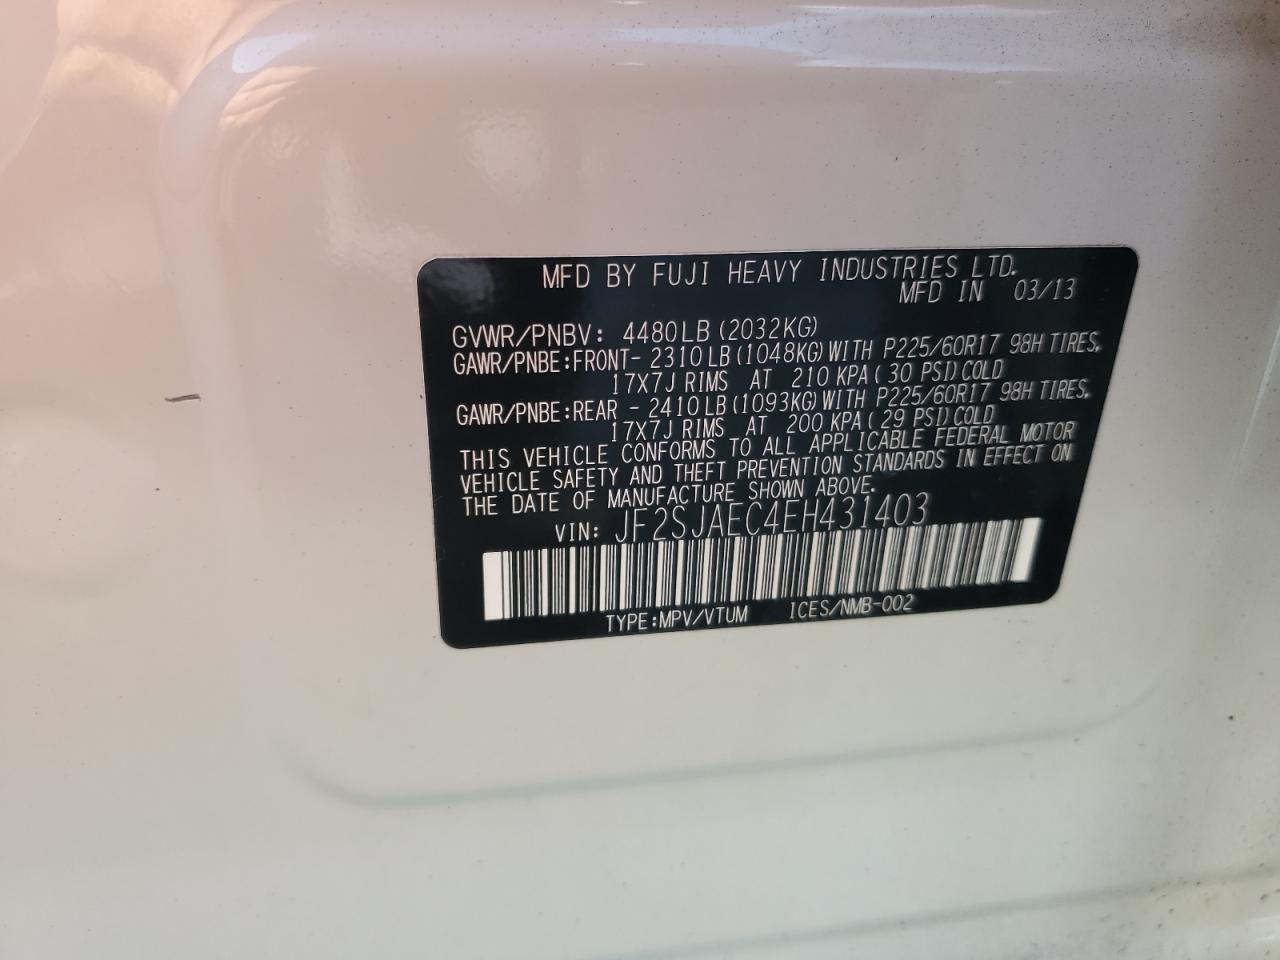 MFD BY FUJI HEAVY INDUSTRIES LTD.
MFD IN 03/13
GVWR/PNBV: 4480LB (2032KG)
GAWR/PNBE:FRONT- 2310LB (1048KG) WITH P225/60R17 98H TIRES,
17X7J RIMS AT 210 KPA ( 30 PSI) COLD
GAWR/PNBE:REAR - 2410LB (1093KG) WITH P225/60R17 98H TIRES,
17X7J RIMS AT 200 KPA ( 29 PSI) COLD
THIS VEHICLE CONFORMS TO ALL APPLICABLE FEDERAL MOTOR
VEHICLE SAFETY AND THEFT PREVENTION STANDARDS IN EFFECT ON
THE DATE OF MANUFACTURE SHOWN ABOVE.
VIN: JF2SJAEC4EH431403
TYPE:MPV/VTUM ICES/NMB-002